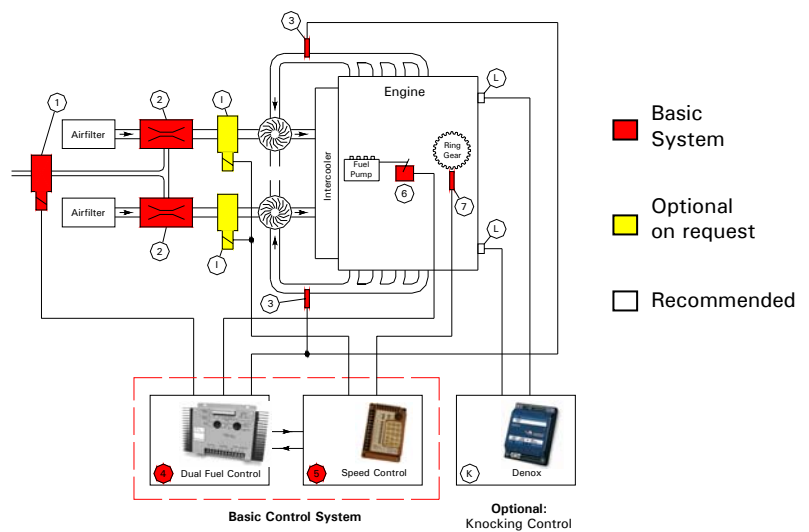 3
L
Engine
1
2
I
Airfilter
Ring
Gear
Fuel
Pump
Intercooler
6
7
Airfilter
2
I
L
3
Basic
System
Optional
on request
Recommended
4
Dual Fuel Control
5
Speed Control
K
Denox
Basic Control System
Optional:
Knocking Control